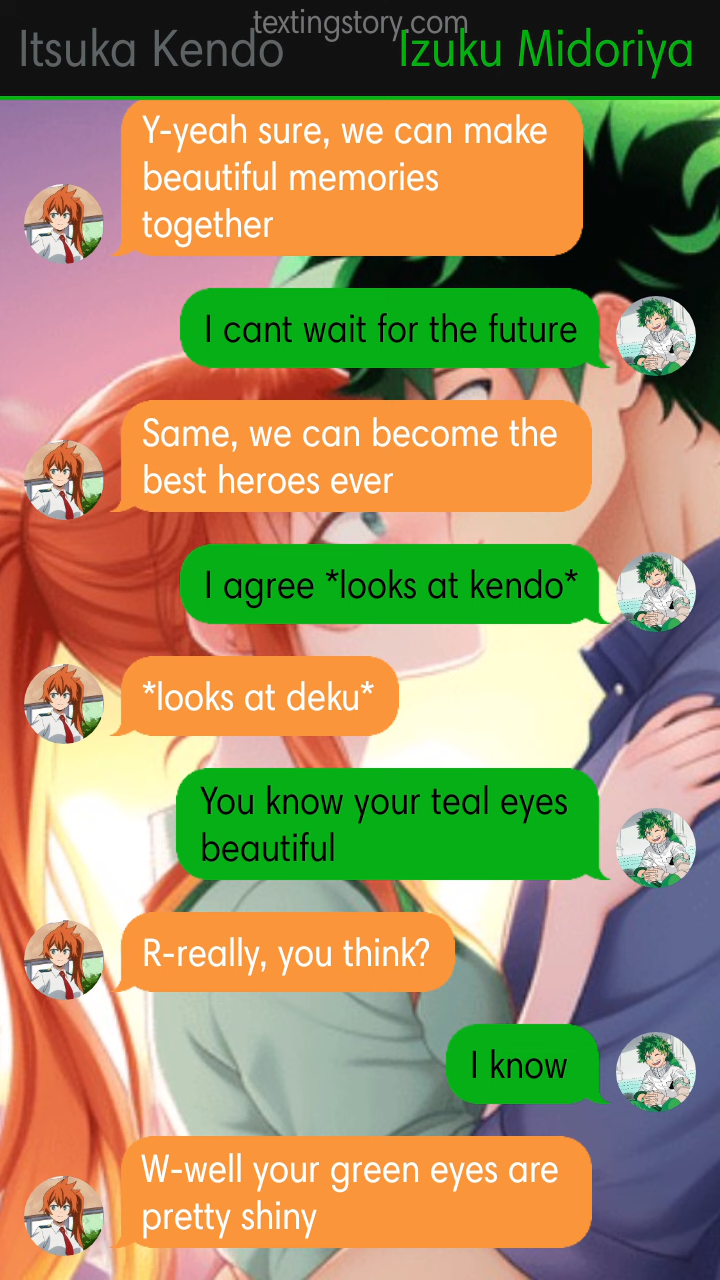 textingstory.com
Itsuka Kendo
Izuku Midoriya
Y-yeah sure, we can make
beautiful memories
together
I cant wait for the future
Same, we can become the
best heroes ever
I agree *looks at kendo*
*looks at deku*
You know your teal eyes
beautiful
R-really, you think?
I know
W-well your green eyes are
pretty shiny